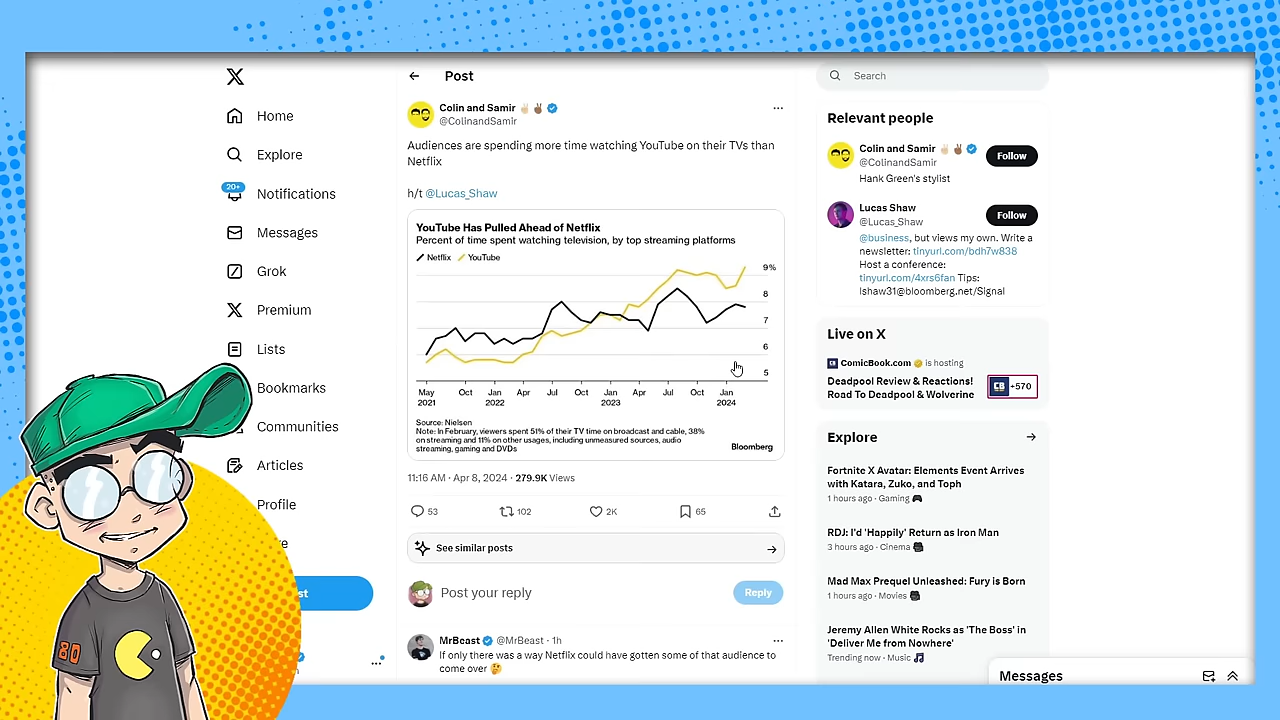 Home
Explore
20+
Notifications
Messages
Grok
Premium
Lists
Bookmarks
Communities
Articles
Profile
Post
Colin and Samir
@ColinandSamir
Audiences are spending more time watching YouTube on their TVs than
Netflix
h/t @Lucas_Shaw
YouTube Has Pulled Ahead of Netflix
Percent of time spent watching television, by top streaming platforms
Netflix YouTube
9%
8
7
6
5
May Oct Jan Apr Jul Oct Jan Apr Jul Oct Jan
2021 2022 2023 2024
Source: Nielsen
Note: In February, viewers spent 51% of their TV time on broadcast and cable, 38%
on streaming and 11% on other usages, including unmeasured sources, audio
streaming, gaming and DVDs
Bloomberg
11:16 AM · Apr 8, 2024 · 279.9K Views
53 102 2K 65
See similar posts
Post your reply
Reply
MrBeast @MrBeast · 1h
If only there was a way Netflix could have gotten some of that audience to
come over
Search
Relevant people
Colin and Samir
@ColinandSamir
Follow
Hank Green's stylist
Lucas Shaw
@Lucas_Shaw
Follow
@business, but views my own. Write a
newsletter: tinyurl.com/bdh7w838
Host a conference:
tinyurl.com/4xrs6fan Tips:
lshaw31@bloomberg.net/Signal
Live on X
CB ComicBook.com is hosting
Deadpool Review & Reactions!
Road To Deadpool & Wolverine
CB +570
Explore
Fortnite X Avatar: Elements Event Arrives
with Katara, Zuko, and Toph
1 hours ago · Gaming
RDJ: I'd 'Happily' Return as Iron Man
3 hours ago · Cinema
Mad Max Prequel Unleashed: Fury is Born
1 hours ago · Movies
Jeremy Allen White Rocks as 'The Boss' in
'Deliver Me from Nowhere'
Trending now · Music
Messages
80